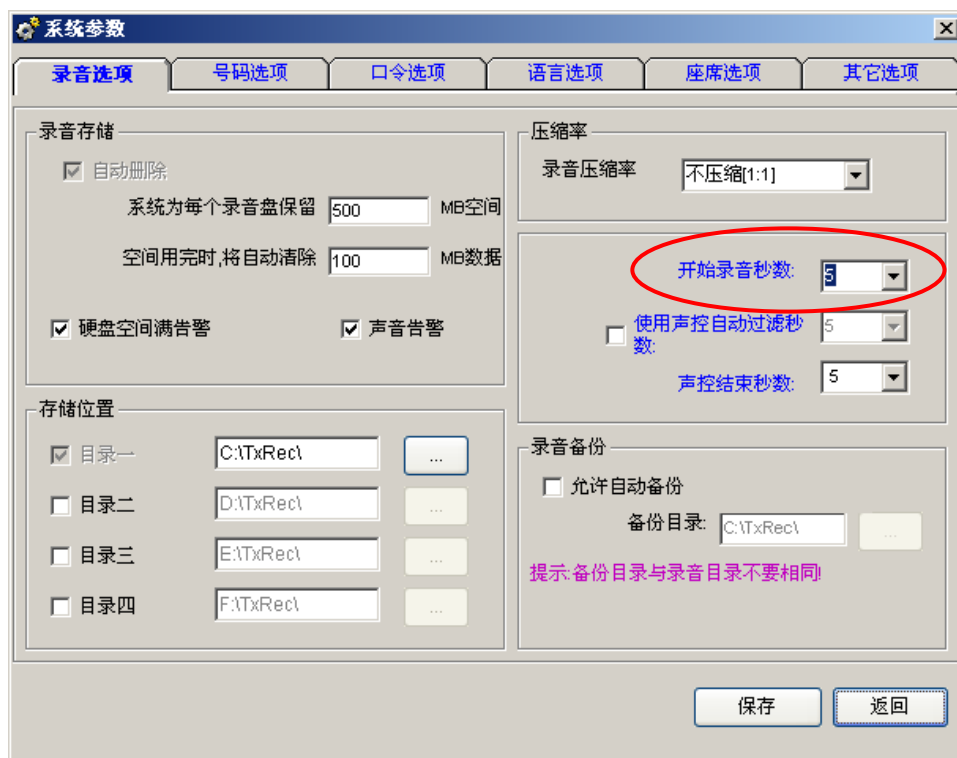 系统参数
录音选项 号码选项 口令选项 语言选项 座席选项 其它选项
录音存储
自动删除
系统为每个录音盘保留 500 MB空间
空间用完时,将自动清除 100 MB数据
硬盘空间满告警 声音告警
存储位置
目录一 C:\TxRec\ ...
目录二 D:\TxRec\ ...
目录三 E:\TxRec\ ...
目录四 F:\TxRec\ ...
压缩率
录音压缩率 不压缩[1:1]
开始录音秒数: 5
使用声控自动过滤秒 5
数:
声控结束秒数: 5
录音备份
允许自动备份
备份目录: C:\TxRec\ ...
提示:备份目录与录音目录不要相同!
保存 返回